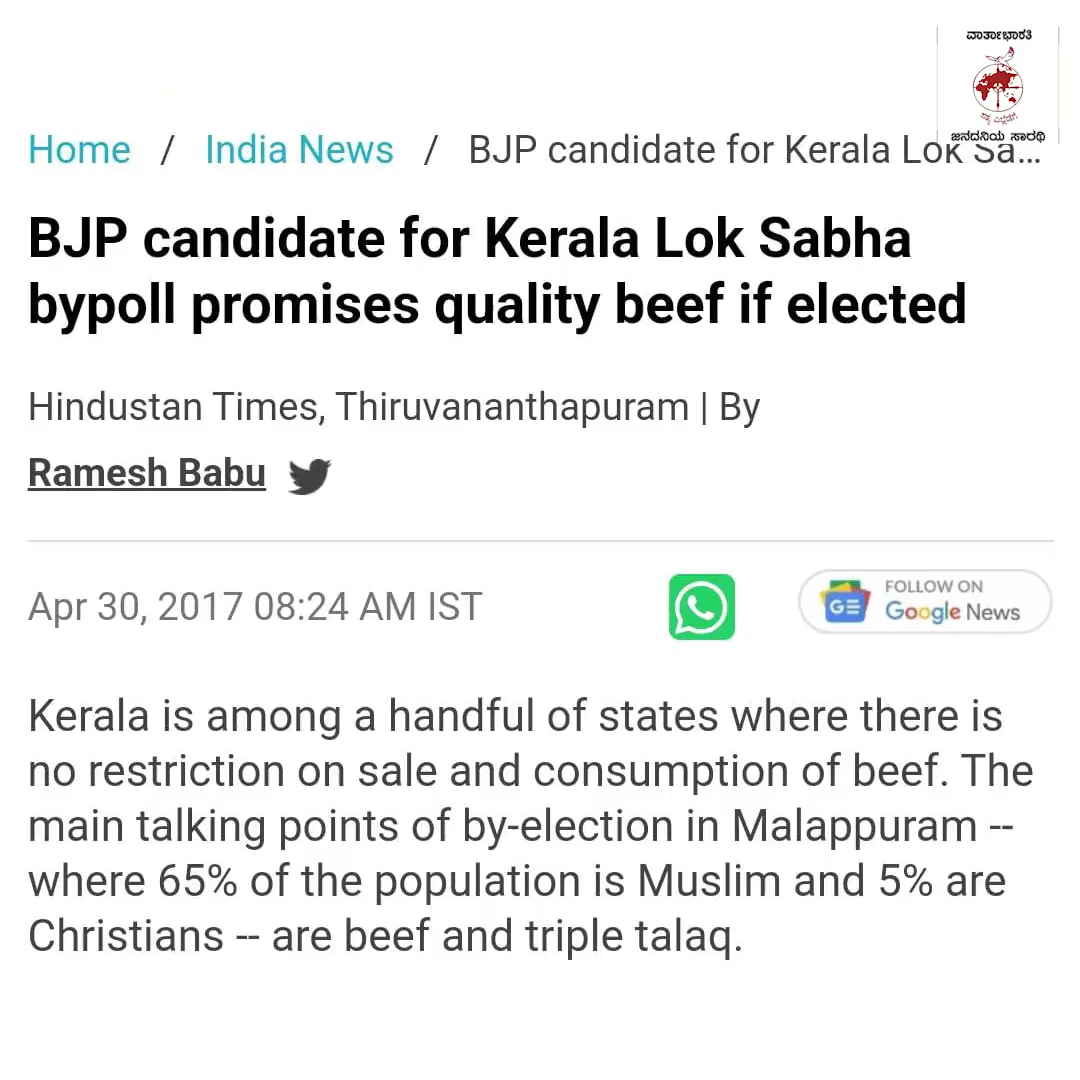 ವಾರ್ತಾಭಾರತಿ
ಜನದನಿಯ ಸಾರಥಿ
Home / India News / BJP candidate for Kerala Lok Sa...
BJP candidate for Kerala Lok Sabha
bypoll promises quality beef if elected
Hindustan Times, Thiruvananthapuram | By
Ramesh Babu
Apr 30, 2017 08:24 AM IST
FOLLOW ON
GE
Google News
Kerala is among a handful of states where there is
no restriction on sale and consumption of beef. The
main talking points of by-election in Malappuram --
where 65% of the population is Muslim and 5% are
Christians -- are beef and triple talaq.